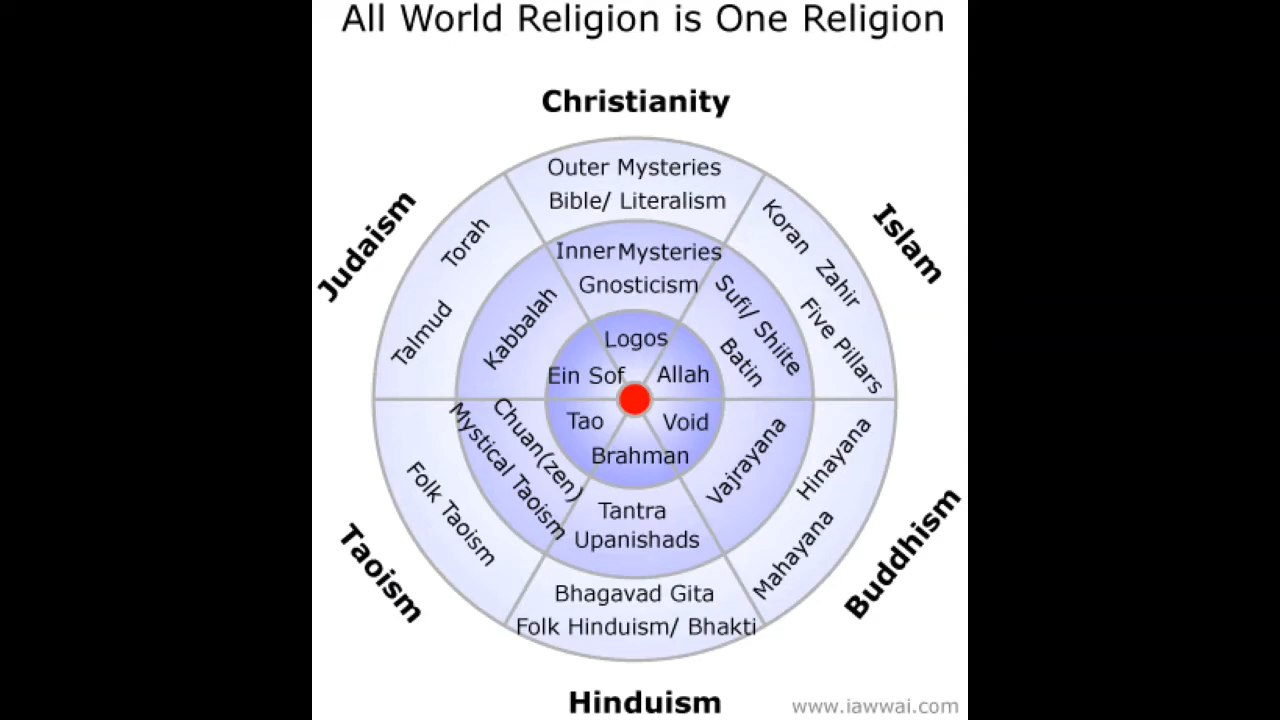 All World Religion is One Religion
Christianity
Judaism
Islam
Outer Mysteries
Bible/ Literalism
Torah
Talmud
Koran Zahir
Five Pillars
Inner Mysteries
Gnosticism
Kabbalah
Sufi/ Shiite
Batin
Logos
Ein Sof
Allah
Tao
Void
Brahman
Chuan(zen)
Mystical Taoism
Folk Taoism
Vajrayana
Hinayana
Mahayana
Tantra
Upanishads
Bhagavad Gita
Folk Hinduism/ Bhakti
Taoism
Buddhism
Hinduism
www.iawwai.com